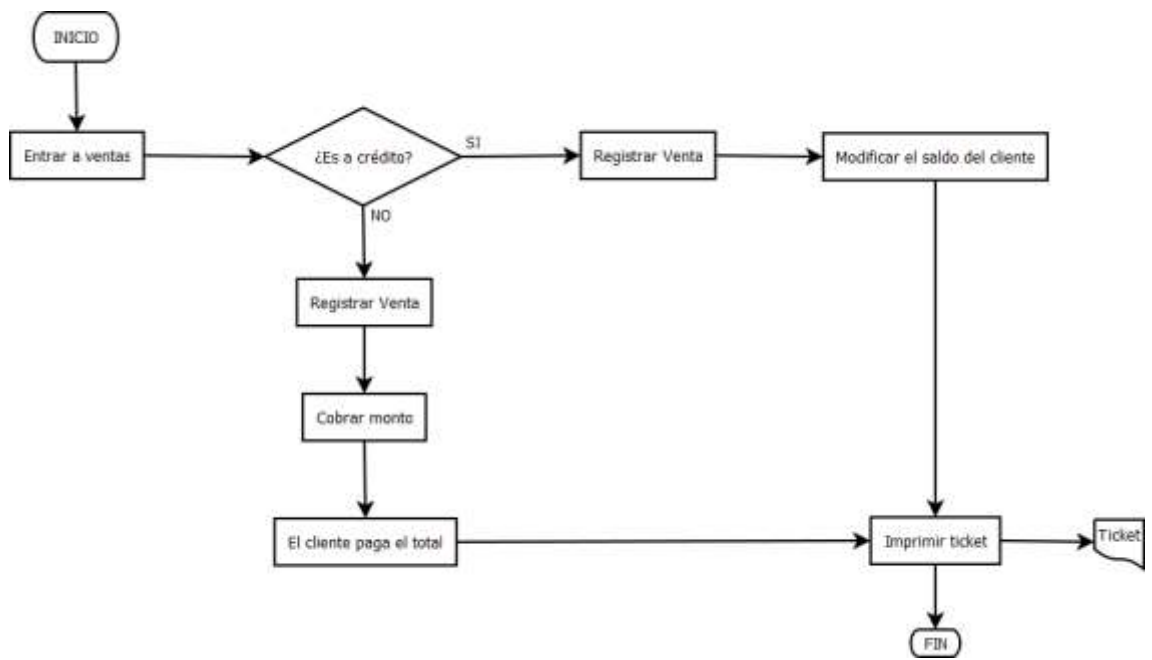 INICIO
Entrar a ventas
¿Es a crédito?
SI
Registrar Venta
Modificar el saldo del cliente
NO
Registrar Venta
Cobrar monto
El cliente paga el total
Imprimir ticket
Ticket
FIN